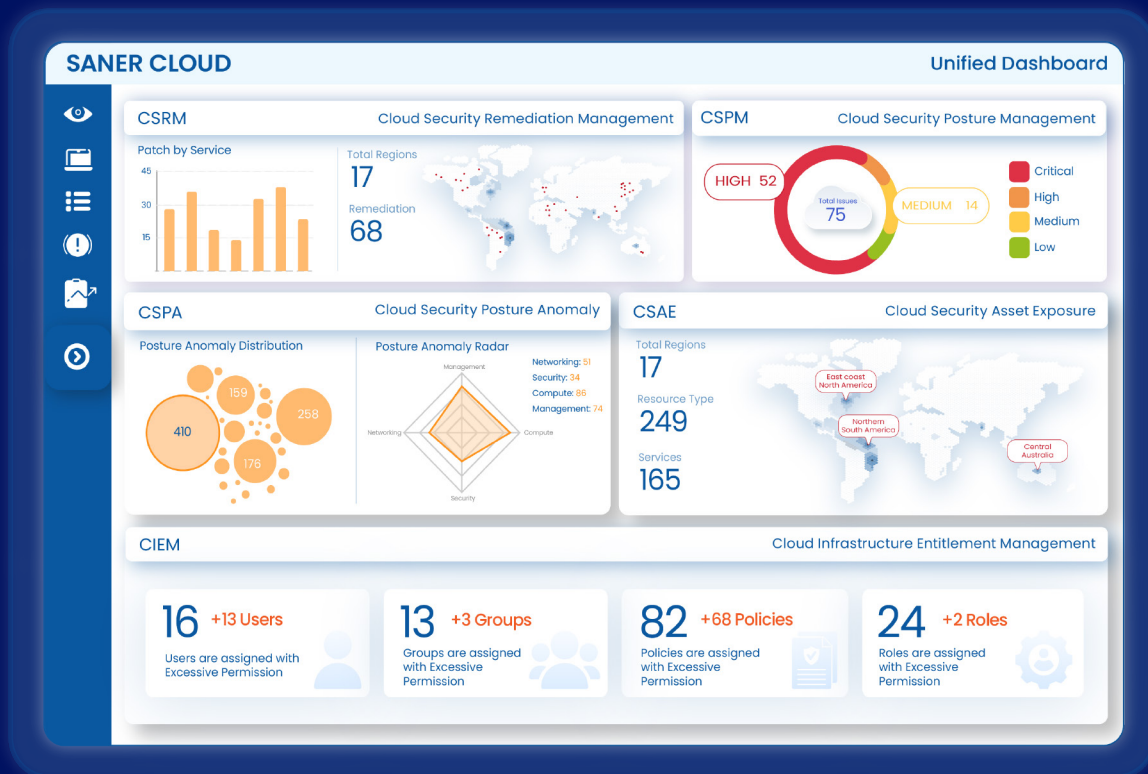 SANER CLOUD
Unified Dashboard
CSRM
Cloud Security Remediation Management
Patch by Service
45
30
15
Total Regions
17
Remediation
68
CSPM
Cloud Security Posture Management
HIGH 52
Total Issues
75
MEDIUM 14
Critical
High
Medium
Low
CSPA
Cloud Security Posture Anomaly
Posture Anomaly Distribution
159
258
410
176
Posture Anomaly Radar
Management
Networking
Compute
Security
Networking: 51
Security: 34
Compute: 86
Management: 74
CSAE
Cloud Security Asset Exposure
Total Regions
17
Resource Type
249
Services
165
East coast
North America
Northern
South America
Central
Australia
CIEM
Cloud Infrastructure Entitlement Management
16 +13 Users
Users are assigned with
Excessive Permission
13 +3 Groups
Groups are assigned
with Excessive
Permission
82 +68 Policies
Policies are assigned
with Excessive
Permission
24 +2 Roles
Roles are assigned
with Excessive
Permission